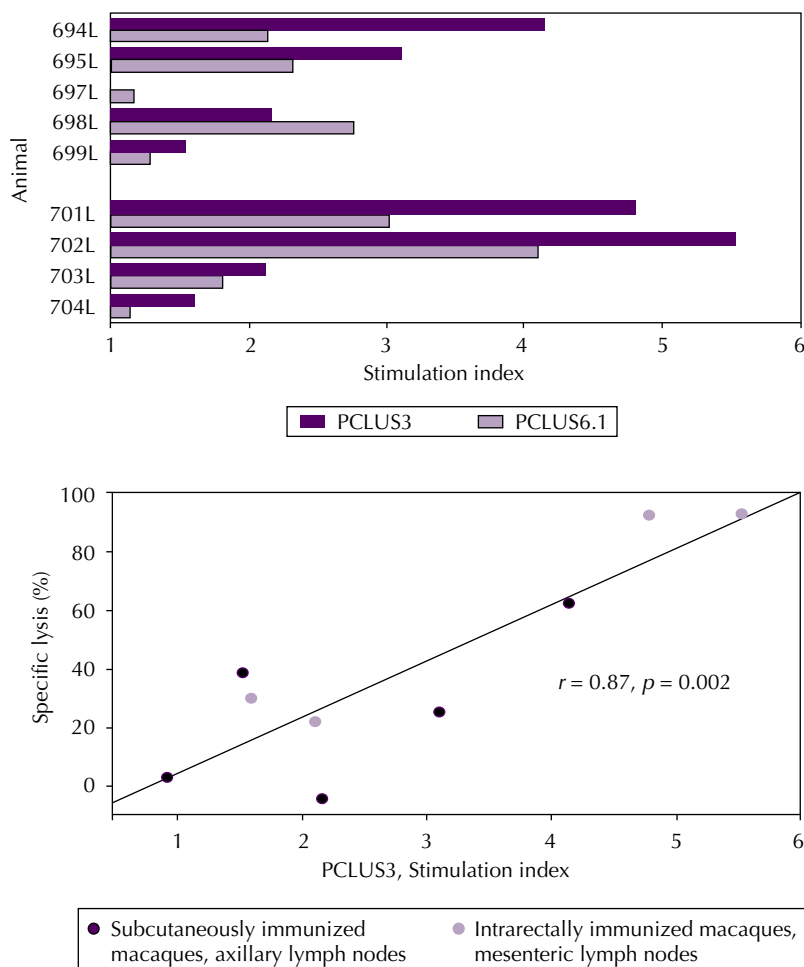 694L
695L
697L
698L
699L
701L
702L
703L
704L
Animal
1 2 3 4 5 6
Stimulation index
PCLUS3 PCLUS6.1
100
80
60
40
20
0
Specific lysis (%)
r = 0.87, p = 0.002
1 2 3 4 5 6
PCLUS3, Stimulation index
Subcutaneously immunized
macaques, axillary lymph nodes
Intrarectally immunized macaques,
mesenteric lymph nodes